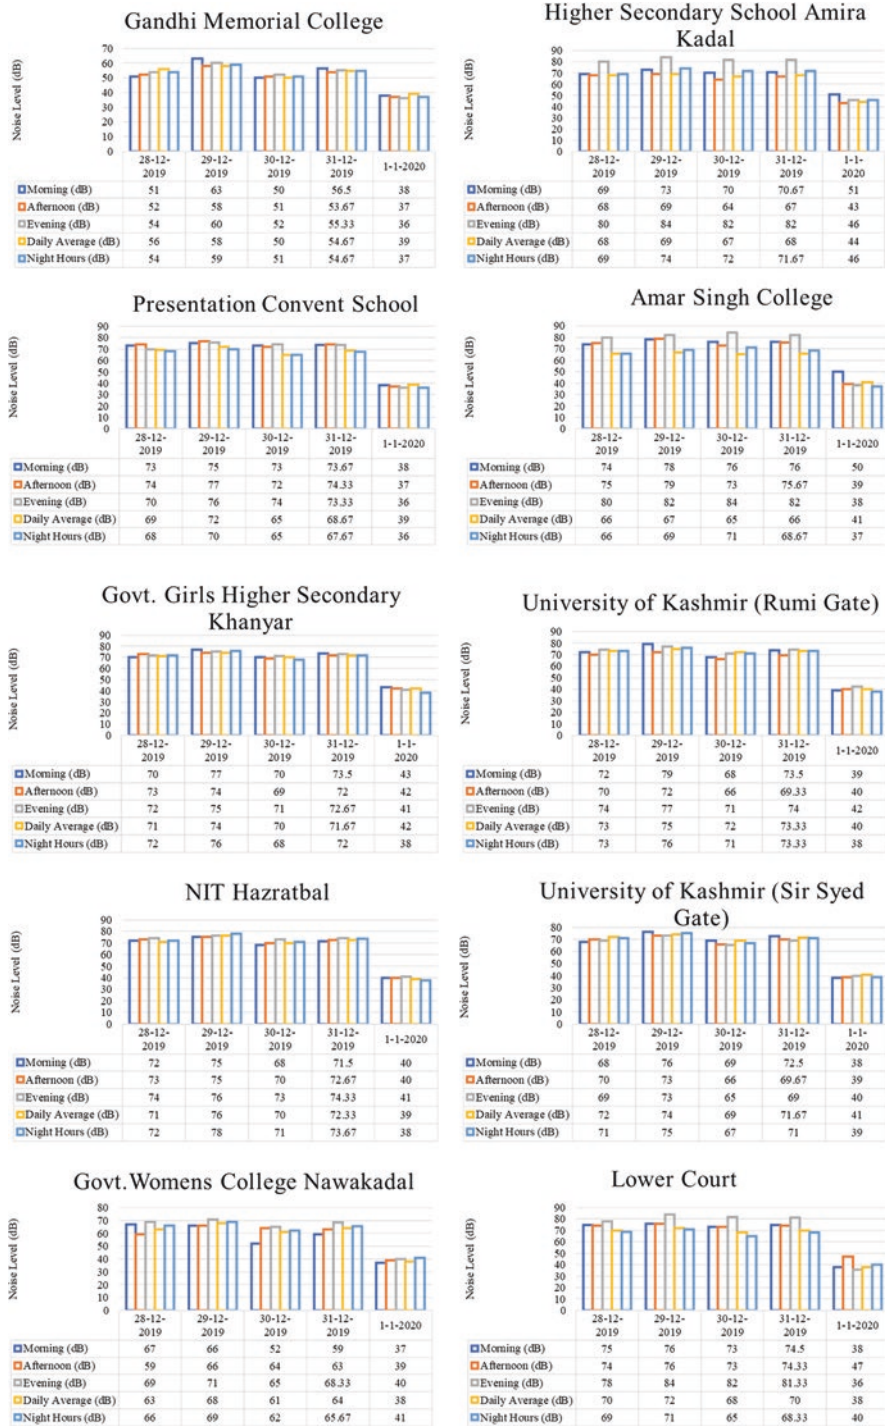 Gandhi Memorial College
Noise Level (dB)
70
60
50
40
30
20
10
0
28-12-2019 29-12-2019 30-12-2019 31-12-2019 1-1-2020
Morning (dB) 51 63 50 56.5 38
Afternoon (dB) 52 58 51 53.67 37
Evening (dB) 54 60 52 55.33 36
Daily Average (dB) 56 58 50 54.67 39
Night Hours (dB) 54 59 51 54.67 37
Higher Secondary School Amira
Kadal
Noise Level (dB)
90
80
70
60
50
40
30
20
10
0
28-12-2019 29-12-2019 30-12-2019 31-12-2019 1-1-2020
Morning (dB) 69 73 70 70.67 51
Afternoon (dB) 68 69 64 67 43
Evening (dB) 80 84 82 82 46
Daily Average (dB) 68 69 67 68 44
Night Hours (dB) 69 74 72 71.67 46
Presentation Convent School
Noise Level (dB)
90
80
70
60
50
40
30
20
10
0
28-12-2019 29-12-2019 30-12-2019 31-12-2019 1-1-2020
Morning (dB) 73 75 73 73.67 38
Afternoon (dB) 74 77 72 74.33 37
Evening (dB) 70 76 74 73.33 36
Daily Average (dB) 69 72 65 68.67 39
Night Hours (dB) 68 70 65 67.67 36
Amar Singh College
Noise Level (dB)
90
80
70
60
50
40
30
20
10
0
28-12-2019 29-12-2019 30-12-2019 31-12-2019 1-1-2020
Morning (dB) 74 78 76 76 50
Afternoon (dB) 75 79 73 75.67 39
Evening (dB) 80 82 84 82 38
Daily Average (dB) 66 67 65 66 41
Night Hours (dB) 66 69 71 68.67 37
Govt. Girls Higher Secondary
Khanyar
Noise Level (dB)
90
80
70
60
50
40
30
20
10
0
28-12-2019 29-12-2019 30-12-2019 31-12-2019 1-1-2020
Morning (dB) 70 77 70 73.5 43
Afternoon (dB) 73 74 69 72 42
Evening (dB) 72 75 71 72.67 41
Daily Average (dB) 71 74 70 71.67 42
Night Hours (dB) 72 76 68 72 38
University of Kashmir (Rumi Gate)
Noise Level (dB)
90
80
70
60
50
40
30
20
10
0
28-12-2019 29-12-2019 30-12-2019 31-12-2019 1-1-2020
Morning (dB) 72 79 68 73.5 39
Afternoon (dB) 70 72 66 69.33 40
Evening (dB) 74 77 71 74 42
Daily Average (dB) 73 75 72 73.33 40
Night Hours (dB) 73 76 71 73.33 38
NIT Hazratbal
Noise Level (dB)
90
80
70
60
50
40
30
20
10
0
28-12-2019 29-12-2019 30-12-2019 31-12-2019 1-1-2020
Morning (dB) 72 75 68 71.5 40
Afternoon (dB) 73 75 70 72.67 40
Evening (dB) 74 76 73 74.33 41
Daily Average (dB) 71 76 70 72.33 39
Night Hours (dB) 72 78 71 73.67 38
University of Kashmir (Sir Syed
Gate)
Noise Level (dB)
80
70
60
50
40
30
20
10
0
28-12-2019 29-12-2019 30-12-2019 31-12-2019 1-1-2020
Morning (dB) 68 76 69 72.5 38
Afternoon (dB) 70 73 66 69.67 39
Evening (dB) 69 73 65 69 40
Daily Average (dB) 72 74 69 71.67 41
Night Hours (dB) 71 75 67 71 39
Govt.Womens College Nawakadal
Noise Level (dB)
80
70
60
50
40
30
20
10
0
28-12-2019 29-12-2019 30-12-2019 31-12-2019 1-1-2020
Morning (dB) 67 66 52 59 37
Afternoon (dB) 59 66 64 63 39
Evening (dB) 69 71 65 68.33 40
Daily Average (dB) 63 68 61 64 38
Night Hours (dB) 66 69 62 65.67 41
Lower Court
Noise Level (dB)
90
80
70
60
50
40
30
20
10
0
28-12-2019 29-12-2019 30-12-2019 31-12-2019 1-1-2020
Morning (dB) 75 76 73 74.5 38
Afternoon (dB) 74 76 73 74.33 47
Evening (dB) 78 84 82 81.33 36
Daily Average (dB) 70 72 68 70 38
Night Hours (dB) 69 71 65 68.33 40